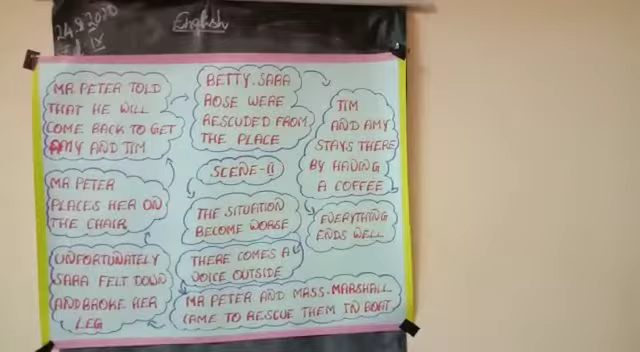 English
24.9.2020
IX
MR PETER TOLD
THAT HE WILL
COME BACK TO GET
AMY AND TIM
BETTY. SARA
ROSE WERE
RESCUDED FROM
THE PLACE
TIM
AND AMY
STAYS THERE
BY HAVING
A COFFEE
SCENE-II
MR PETER
PLACES HER ON
THE CHAIR
THE SITUATION
BECOME WORSE
EVERYTHING
ENDS WELL
UNFORTUNATELY
SARA FELT DOWN
AND BROKE HER
LEG
THERE COMES A
VOICE OUTSIDE
MR PETER AND MASS. MARSHALL
CAME TO RESCUE THEM IN BOAT